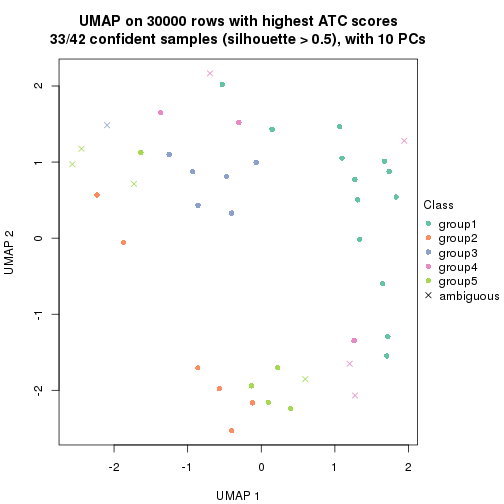 UMAP on 30000 rows with highest ATC scores
33/42 confident samples (silhouette > 0.5), with 10 PCs
UMAP 2
2
1
0
-1
-2
-2
-1
0
1
2
UMAP 1
Class
group1
group2
group3
group4
group5
ambiguous